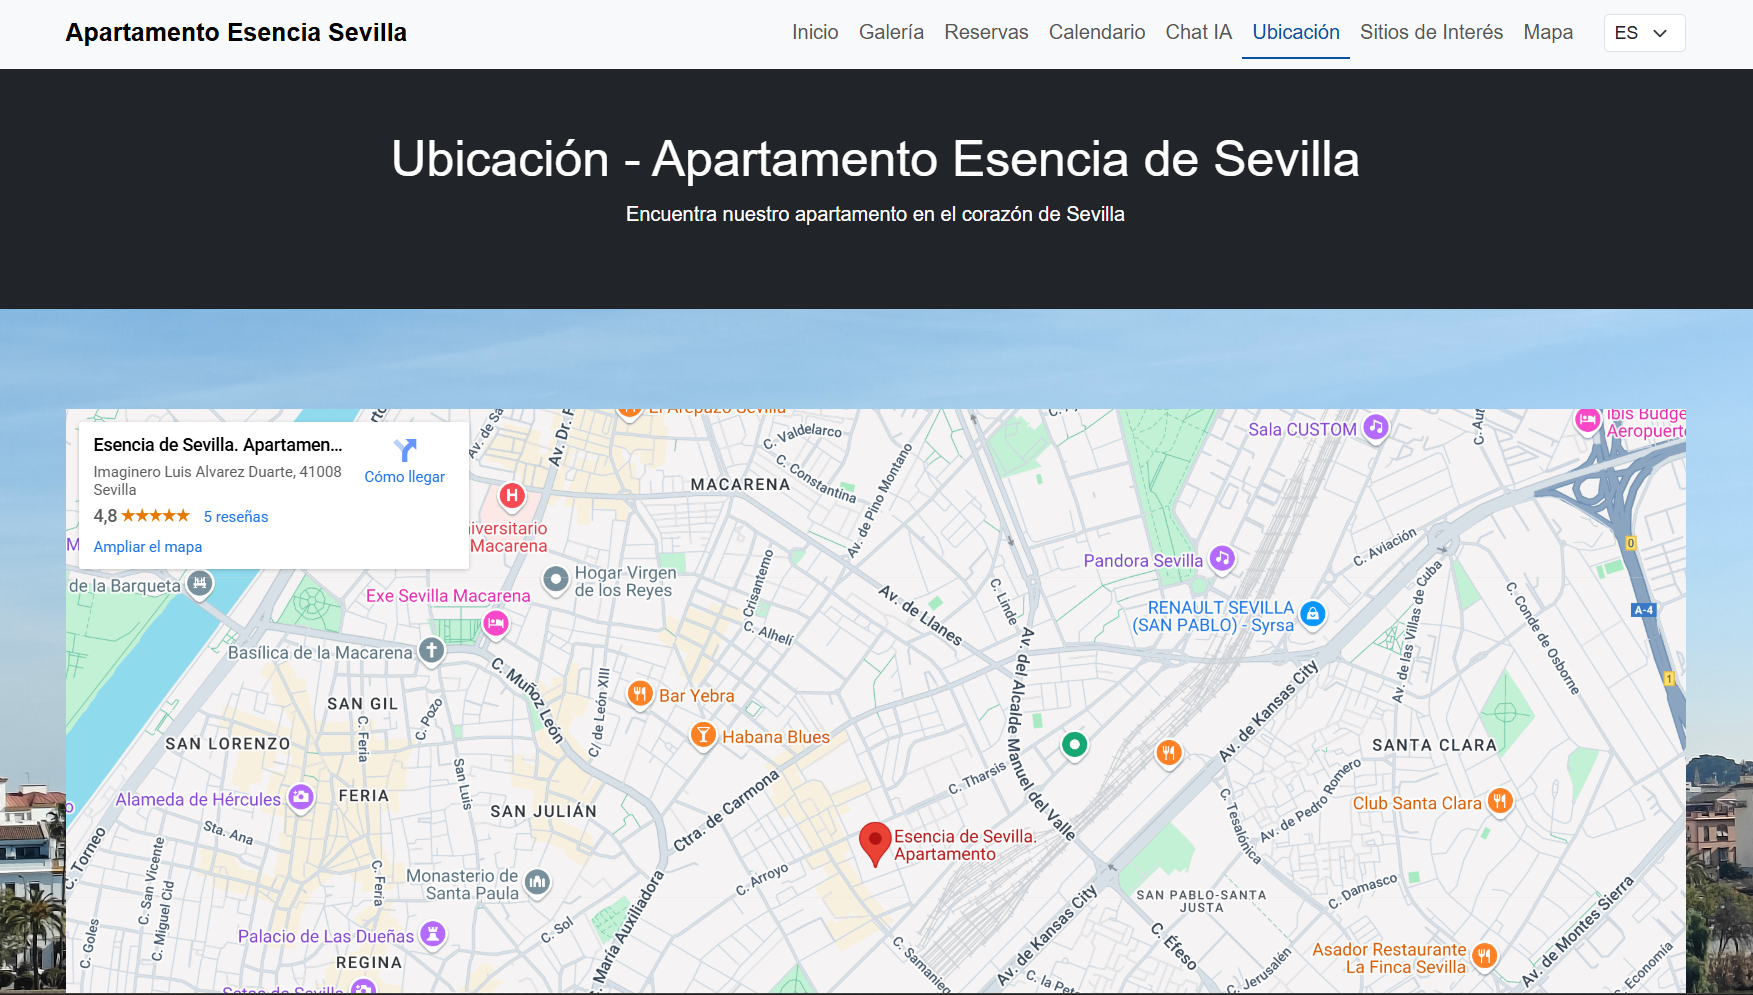 Apartamento Esencia Sevilla
Inicio
Galería
Reservas
Calendario
Chat IA
Ubicación
Sitios de Interés
Mapa
ES
Ubicación - Apartamento Esencia de Sevilla
Encuentra nuestro apartamento en el corazón de Sevilla
Esencia de Sevilla. Apartamen...
Imaginero Luis Alvarez Duarte, 41008
Sevilla
4,8
5 reseñas
Ampliar el mapa
Cómo llegar
El Arepazo Sevilla
C. Valdelarco
C. Constantina
Av. de Pino Montano
MACARENA
Sala CUSTOM
Ibis Budge
Aeropuerto
H
Macarena
Hogar Virgen
de los Reyes
de la Barqueta
Exe Sevilla Macarena
Basílica de la Macarena
Crisantemo
C. Alhelí
Av. de Llanes
C. Linde
Pandora Sevilla
C. Aviación
RENAULT SEVILLA
(SAN PABLO) - Syrsa
Av. de las Villas de Cuba
C. Conde de Osborne
0
A-4
1
SAN GIL
C. Feria
C. Pozo
C. Muñoz León
C/ de León XIII
Bar Yebra
Habana Blues
SAN LORENZO
Av. del Alcalde Manuel del Valle
Av. de Kansas City
SANTA CLARA
San Luis
Alameda de Hércules
FERIA
SAN JULIÁN
Ctra. de Carmona
C. Tharsis
Club Santa Clara
Av. de Pedro Romero
C. Tesalónica
Sta. Ana
C. Torneo
C. San Vicente
C. Miguel Cid
C. Goles
C. Feria
Esencia de Sevilla.
Apartamento
Monasterio de
Santa Paula
C. Arroyo
SAN PABLO-SANTA
JUSTA
C. Damasco
Av. de Montes Sierra
Palacio de Las Dueñas
C. Sol
María Auxiliadora
C. Samaniego
Av. de Kansas City
C. Éfeso
C. Jerusalén
Asador Restaurante
La Finca Sevilla
Economía
REGINA
Setas de Sevilla